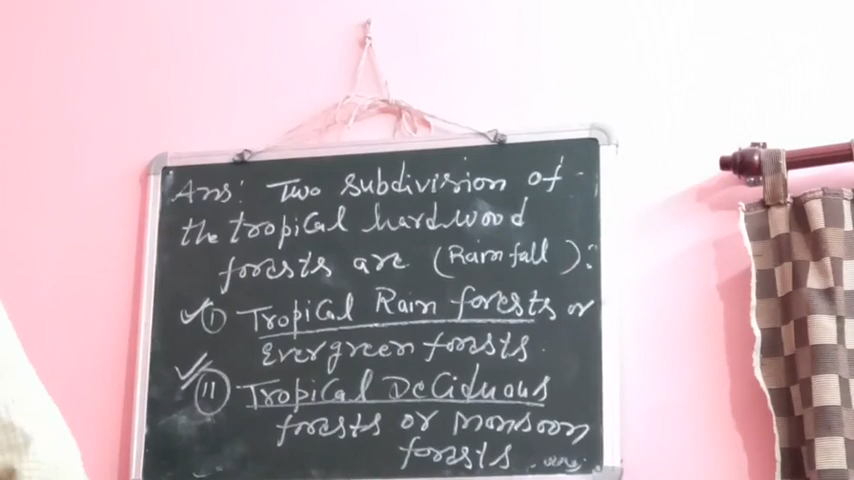 Ans: Two subdivision of
the tropical hardwood
forests are (Rainfall):
(I) Tropical Rain forests or
Evergreen forests.
(II) Tropical Deciduous
forests or Monsoon
forests.